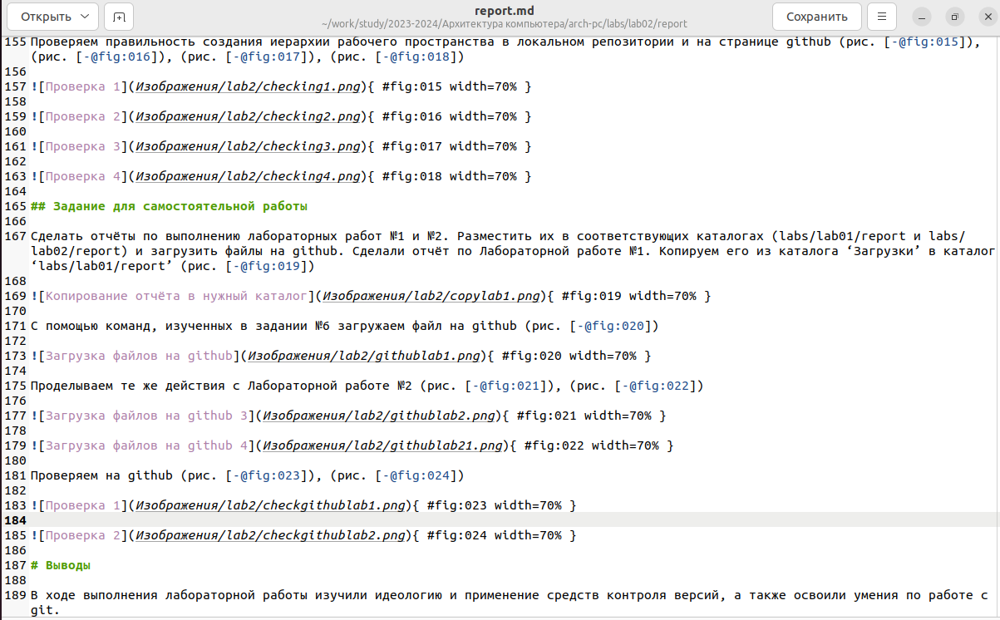 Открыть
report.md
~/work/study/2023-2024/Архитектура компьютера/arch-pc/labs/lab02/report
Сохранить
155 Проверяем правильность создания иерархии рабочего пространства в локальном репозитории и на странице github (рис. [-@fig:015]),
(рис. [-@fig:016]), (рис. [-@fig:017]), (рис. [-@fig:018])
156
157 ![Проверка 1](Изображения/lab2/checking1.png){ #fig:015 width=70% }
158
159 ![Проверка 2](Изображения/lab2/checking2.png){ #fig:016 width=70% }
160
161 ![Проверка 3](Изображения/lab2/checking3.png){ #fig:017 width=70% }
162
163 ![Проверка 4](Изображения/lab2/checking4.png){ #fig:018 width=70% }
164
165 ## Задание для самостоятельной работы
166
167 Сделать отчёты по выполнению лабораторных работ №1 и №2. Разместить их в соответствующих каталогах (labs/lab01/report и labs/
lab02/report) и загрузить файлы на github. Сделали отчёт по Лабораторной работе №1. Копируем его из каталога ‘Загрузки’ в каталог
‘labs/lab01/report’ (рис. [-@fig:019])
168
169 ![Копирование отчёта в нужный каталог](Изображения/lab2/copylab1.png){ #fig:019 width=70% }
170
171 С помощью команд, изученных в задании №6 загружаем файл на github (рис. [-@fig:020])
172
173 ![Загрузка файлов на github](Изображения/lab2/githublab1.png){ #fig:020 width=70% }
174
175 Проделываем те же действия с Лабораторной работе №2 (рис. [-@fig:021]), (рис. [-@fig:022])
176
177 ![Загрузка файлов на github 3](Изображения/lab2/githublab2.png){ #fig:021 width=70% }
178
179 ![Загрузка файлов на github 4](Изображения/lab2/githublab21.png){ #fig:022 width=70% }
180
181 Проверяем на github (рис. [-@fig:023]), (рис. [-@fig:024])
182
183 ![Проверка 1](Изображения/lab2/checkgithublab1.png){ #fig:023 width=70% }
184
185 ![Проверка 2](Изображения/lab2/checkgithublab2.png){ #fig:024 width=70% }
186
187 # Выводы
188
189 В ходе выполнения лабораторной работы изучили идеологию и применение средств контроля версий, а также освоили умения по работе с
git.